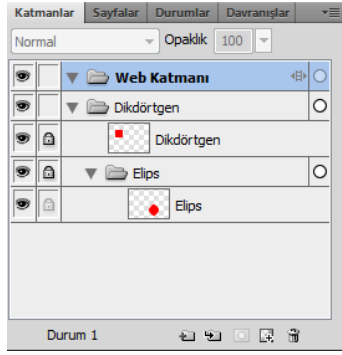 Katmanlar Sayfalar Durumlar Davranışlar
Normal Opaklık 100
Web Katmanı
Dikdörtgen
Dikdörtgen
Elips
Elips
Durum 1